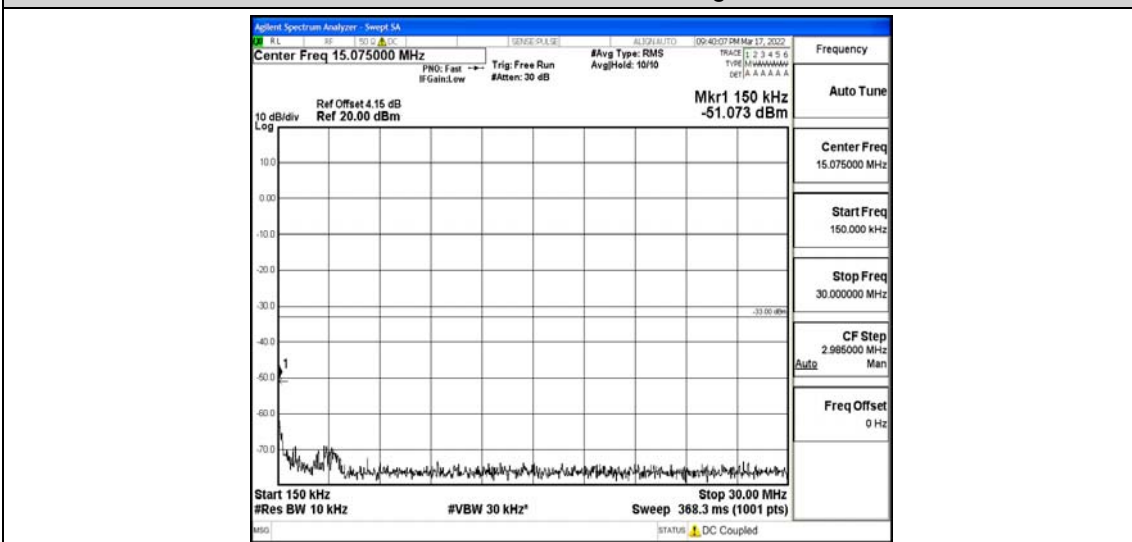 Agilent Spectrum Analyzer - Swept SA
RL RF 50 Ω DC SENSE:PULSE ALIGN AUTO 09:40:07 PM Mar 17, 2022
Center Freq 15.075000 MHz
PNO: Fast
IFGain:Low
Trig: Free Run
#Atten: 30 dB
#Avg Type: RMS
Avg|Hold: 10/10
TRACE 1 2 3 4 5 6
TYPE M
DET A A A A A A
Ref Offset 4.15 dB
10 dB/div Ref 20.00 dBm
Log
Mkr1 150 kHz
-51.073 dBm
10.0
0.00
-10.0
-20.0
-30.0
-33.00 dBm
-40.0
1
-50.0
-60.0
-70.0
Start 150 kHz
Stop 30.00 MHz
#Res BW 10 kHz
#VBW 30 kHz*
Sweep 368.3 ms (1001 pts)
MSG
STATUS DC Coupled
Frequency
Auto Tune
Center Freq
15.075000 MHz
Start Freq
150.000 kHz
Stop Freq
30.000000 MHz
CF Step
2.985000 MHz
Auto Man
Freq Offset
0 Hz